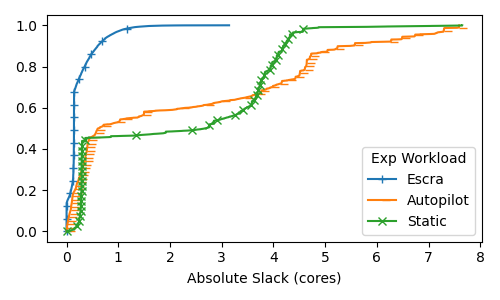 1.0
0.8
0.6
0.4
0.2
0.0
Exp Workload
Escra
Autopilot
Static
0 1 2 3 4 5 6 7 8
Absolute Slack (cores)